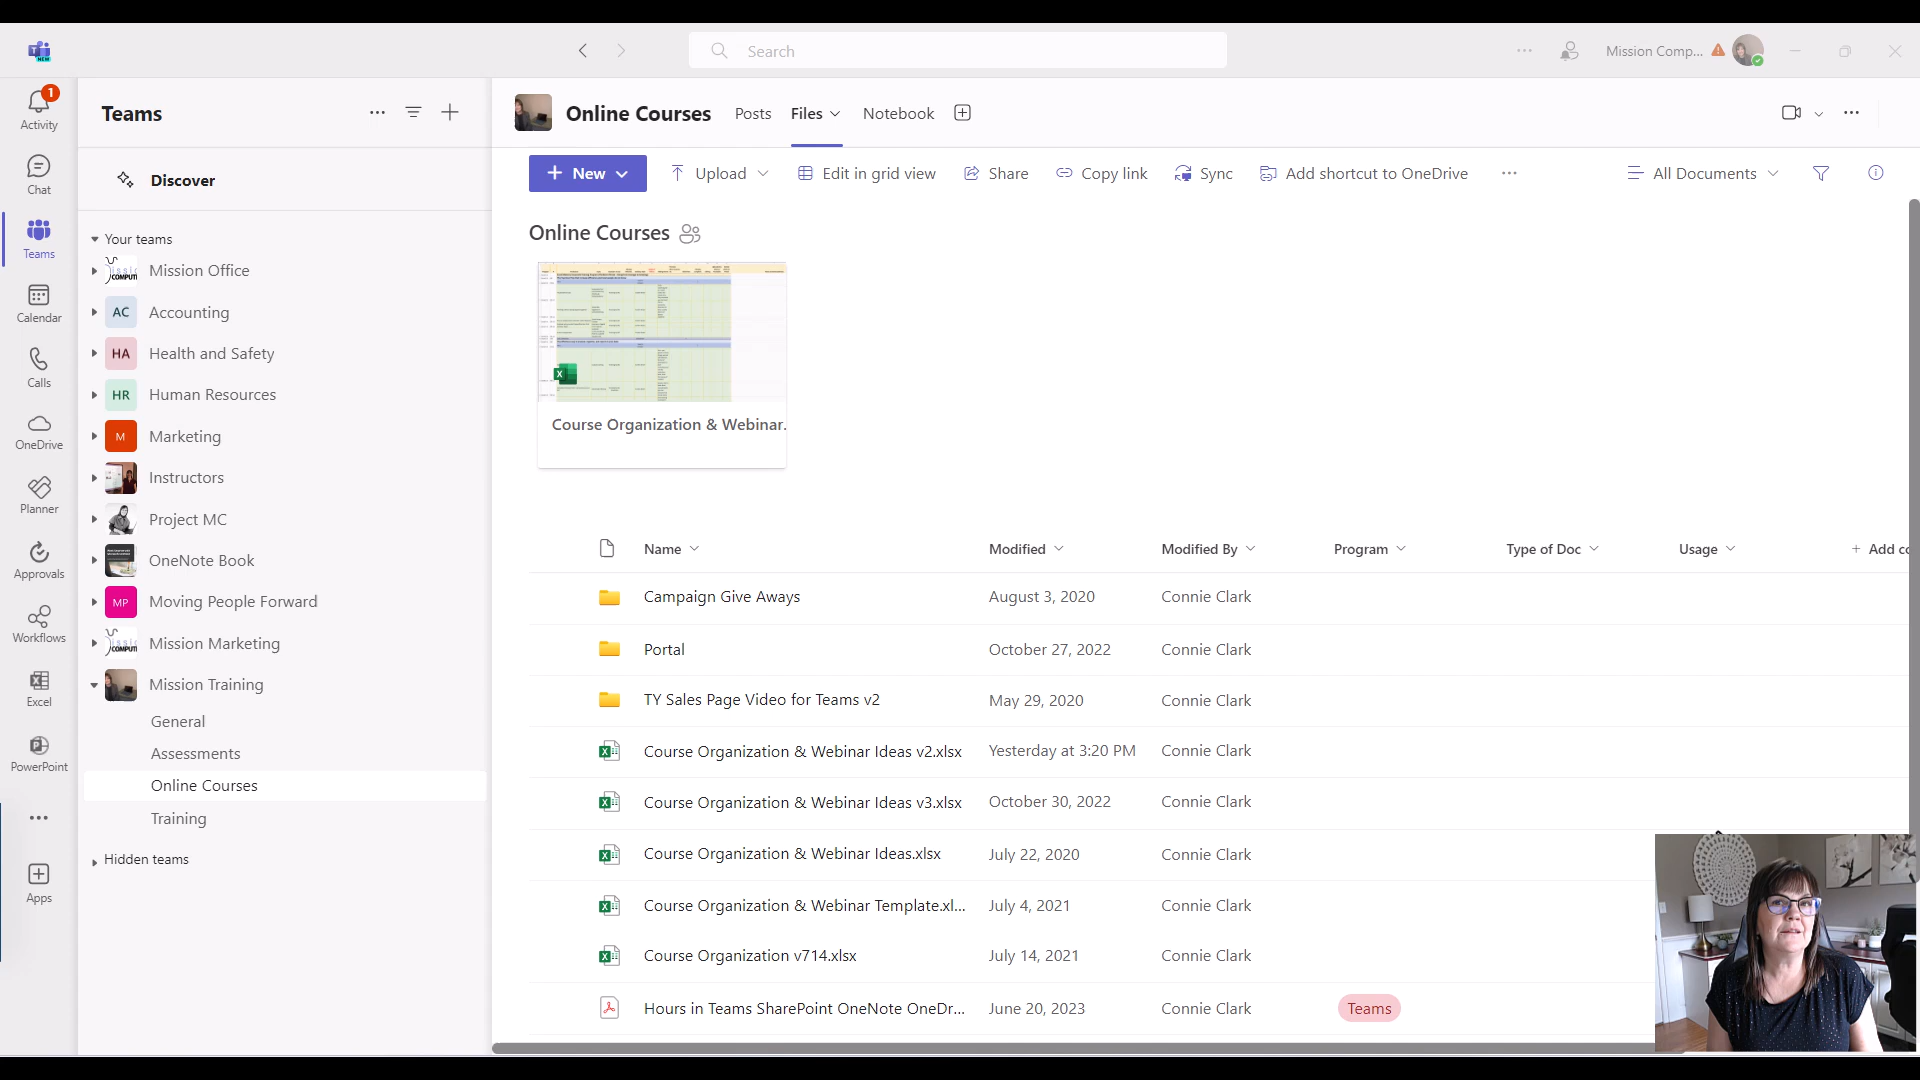 Search
Mission Comp...
Activity
1
Chat
Teams
Calendar
Calls
OneDrive
Planner
Approvals
Workflows
Excel
PowerPoint
Apps
Teams
Discover
Your teams
Mission Office
AC Accounting
HA Health and Safety
HR Human Resources
M Marketing
Instructors
Project MC
OneNote Book
MP Moving People Forward
Mission Marketing
Mission Training
General
Assessments
Online Courses
Training
Hidden teams
Online Courses Posts Files Notebook
New Upload Edit in grid view Share Copy link Sync Add shortcut to OneDrive All Documents
Online Courses
Course Organization & Webinar.
Name Modified Modified By Program Type of Doc Usage + Add co
Campaign Give Aways August 3, 2020 Connie Clark
Portal October 27, 2022 Connie Clark
TY Sales Page Video for Teams v2 May 29, 2020 Connie Clark
Course Organization & Webinar Ideas v2.xlsx Yesterday at 3:20 PM Connie Clark
Course Organization & Webinar Ideas v3.xlsx October 30, 2022 Connie Clark
Course Organization & Webinar Ideas.xlsx July 22, 2020 Connie Clark
Course Organization & Webinar Template.xl... July 4, 2021 Connie Clark
Course Organization v714.xlsx July 14, 2021 Connie Clark
Hours in Teams SharePoint OneNote OneDr... June 20, 2023 Connie Clark Teams